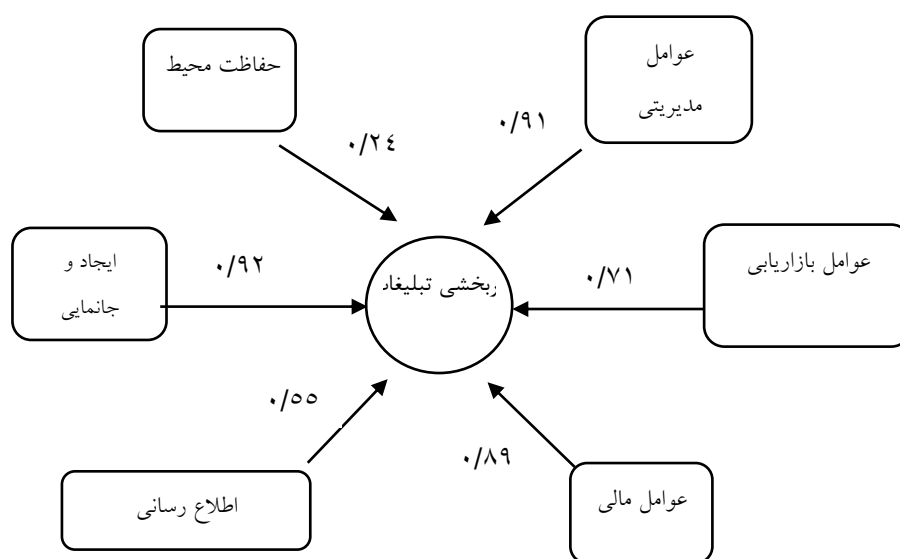 عوامل
مدیریتی
حفاظت محیط
۰/۹۱
۰/۲٤
عوامل بازاریابی
ایجاد و
جانمایی
۰/۷۱
۰/۹۲
تبلیغات
۰/۵۵
۰/۸۹
عوامل مالی
اطلاع رسانی